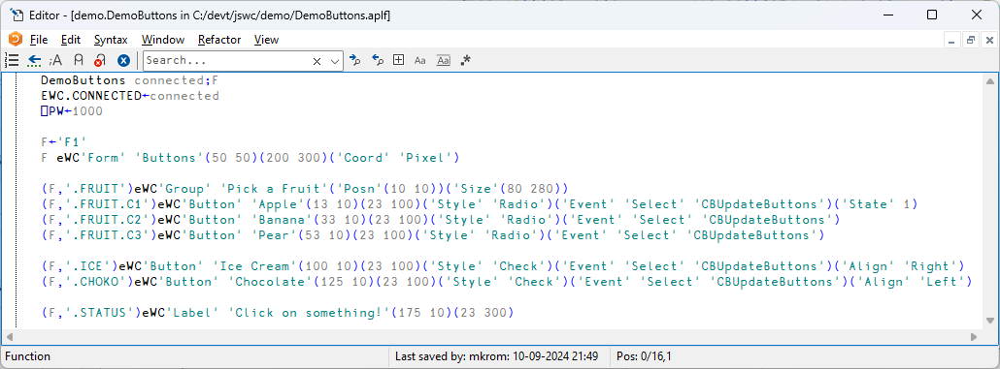 Editor - [demo.DemoButtons in C:/devt/jswc/demo/DemoButtons.aplf]
File Edit Syntax Window Refactor View
Search...
DemoButtons connected;F
EWC.CONNECTED←connected
⎕PW←1000
F←'F1'
F eWC'Form' 'Buttons'(50 50)(200 300)('Coord' 'Pixel')
(F,'.FRUIT')eWC'Group' 'Pick a Fruit'('Posn'(10 10))('Size'(80 280))
(F,'.FRUIT.C1')eWC'Button' 'Apple'(13 10)(23 100)('Style' 'Radio')('Event' 'Select' 'CBUpdateButtons')('State' 1)
(F,'.FRUIT.C2')eWC'Button' 'Banana'(33 10)(23 100)('Style' 'Radio')('Event' 'Select' 'CBUpdateButtons')
(F,'.FRUIT.C3')eWC'Button' 'Pear'(53 10)(23 100)('Style' 'Radio')('Event' 'Select' 'CBUpdateButtons')
(F,'.ICE')eWC'Button' 'Ice Cream'(100 10)(23 100)('Style' 'Check')('Event' 'Select' 'CBUpdateButtons')('Align' 'Right')
(F,'.CHOKO')eWC'Button' 'Chocolate'(125 10)(23 100)('Style' 'Check')('Event' 'Select' 'CBUpdateButtons')('Align' 'Left')
(F,'.STATUS')eWC'Label' 'Click on something!'(175 10)(23 300)
Function
Last saved by: mkrom: 10-09-2024 21:49
Pos: 0/16,1